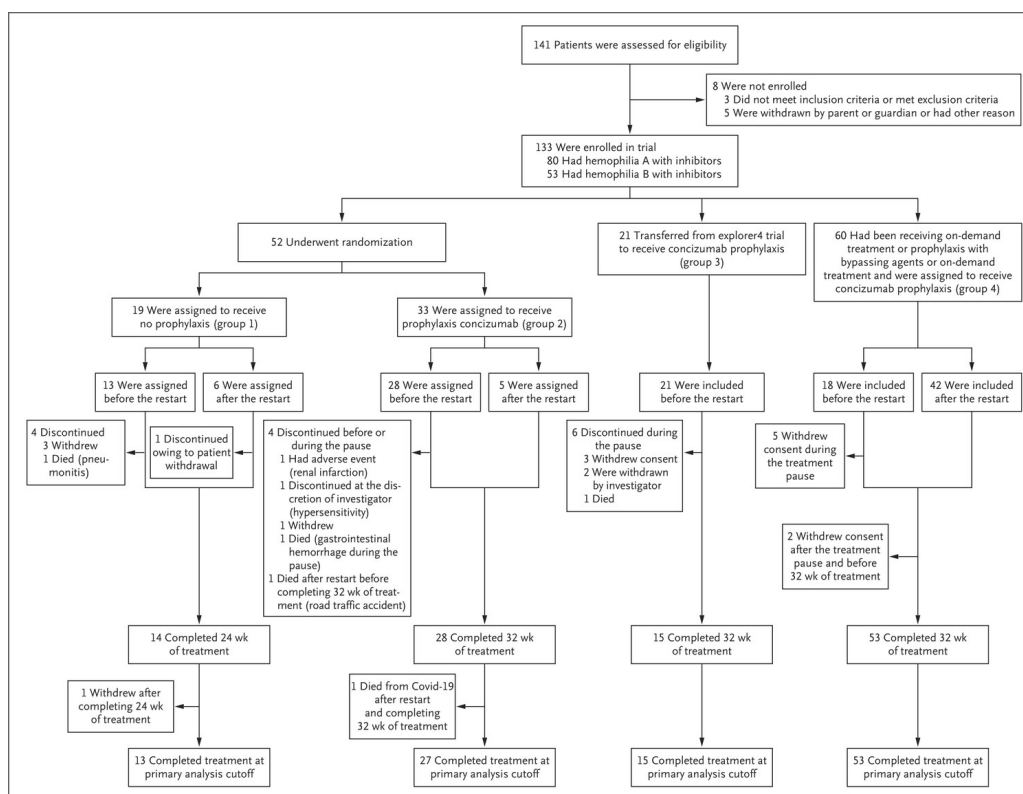 141 Patients were assessed for eligibility
8 Were not enrolled
3 Did not meet inclusion criteria or met exclusion criteria
5 Were withdrawn by parent or guardian or had other reason
133 Were enrolled in trial
80 Had hemophilia A with inhibitors
53 Had hemophilia B with inhibitors
52 Underwent randomization
21 Transferred from explorer4 trial
to receive concizumab prophylaxis
(group 3)
60 Had been receiving on-demand
treatment or prophylaxis with
bypassing agents or on-demand
treatment and were assigned to receive
concizumab prophylaxis (group 4)
19 Were assigned to receive
no prophylaxis (group 1)
33 Were assigned to receive
prophylaxis concizumab (group 2)
13 Were assigned
before the restart
6 Were assigned
after the restart
28 Were assigned
before the restart
5 Were assigned
after the restart
21 Were included
before the restart
18 Were included
before the restart
42 Were included
after the restart
4 Discontinued
3 Withdrew
1 Died (pneu-
monitis)
1 Discontinued
owing to patient
withdrawal
4 Discontinued before or
during the pause
1 Had adverse event
(renal infarction)
1 Discontinued at the dis-
cretion of investigator
(hypersensitivity)
1 Withdrew
1 Died (gastrointestinal
hemorrhage during the
pause)
1 Died after restart before
completing 32 wk of treat-
ment (road traffic accident)
6 Discontinued during
the pause
3 Withdrew consent
2 Were withdrawn
by investigator
1 Died
5 Withdrew
consent during
the treatment
pause
2 Withdrew consent
after the treatment
pause and before
32 wk of treatment
14 Completed 24 wk
of treatment
28 Completed 32 wk
of treatment
15 Completed 32 wk
of treatment
53 Completed 32 wk
of treatment
1 Withdrew after
completing 24 wk
of treatment
1 Died from Covid-19
after restart
and completing
32 wk of treatment
13 Completed treatment at
primary analysis cutoff
27 Completed treatment at
primary analysis cutoff
15 Completed treatment at
primary analysis cutoff
53 Completed treatment at
primary analysis cutoff